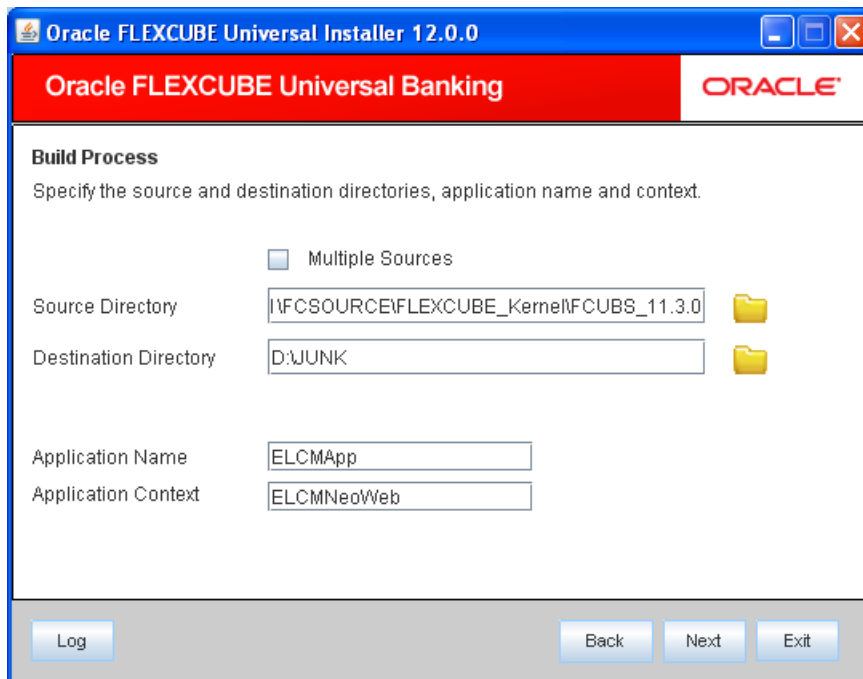 Oracle FLEXCUBE Universal Installer 12.0.0
Oracle FLEXCUBE Universal Banking
ORACLE
Build Process
Specify the source and destination directories, application name and context.
Multiple Sources
Source Directory I\FCSOURCE\FLEXCUBE_Kernel\FCUBS_11.3.0
Destination Directory D:\JUNK
Application Name ELCMApp
Application Context ELCMNeoWeb
Log Back Next Exit